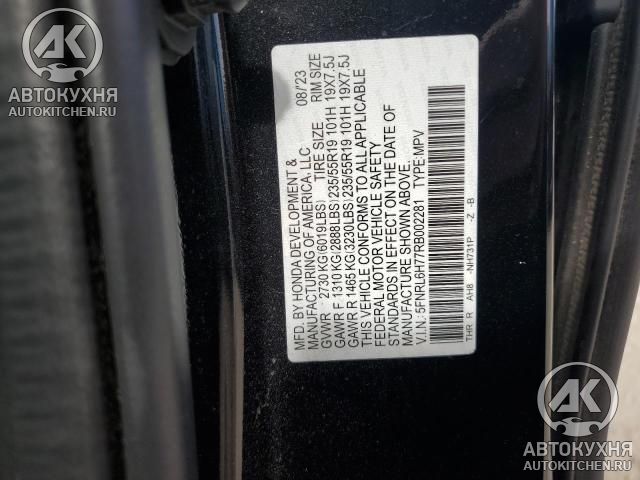 AK
АВТОКУХНЯ
AUTOKITCHEN.RU
MFD. BY HONDA DEVELOPMENT & 08/23
MANUFACTURING OF AMERICA, LLC
GVWR 2730 KG(6019LBS) TIRE SIZE RIM SIZE
GAWR F 1310 KG(2888LBS)235/55R19 101H 19X7.5J
GAWR R 1465 KG(3230LBS)235/55R19 101H 19X7.5J
THIS VEHICLE CONFORMS TO ALL APPLICABLE
FEDERAL MOTOR VEHICLE SAFETY
STANDARDS IN EFFECT ON THE DATE OF
MANUFACTURE SHOWN ABOVE.
V.I.N.: 5FNRL6H77RB002281 TYPE:MPV
THR R AH8 -NH731P -Z -B
AK
АВТОКУХНЯ
AUTOKITCHEN.RU